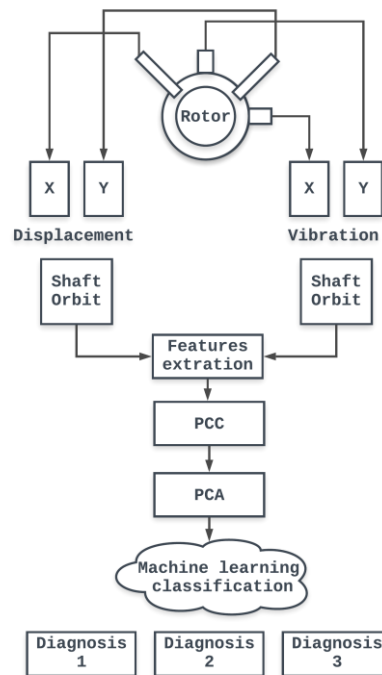 Rotor
X Y X Y
Displacement Vibration
Shaft Shaft
Orbit Orbit
Features
extration
PCC
PCA
Machine learning
classification
Diagnosis Diagnosis Diagnosis
1 2 3